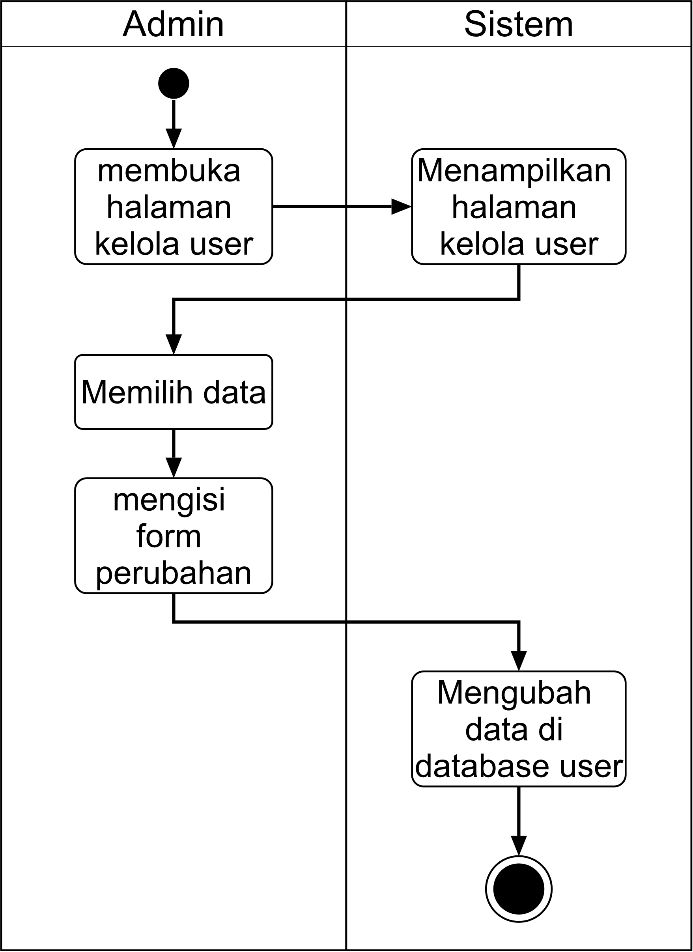 Admin
Sistem
membuka
halaman
kelola user
Menampilkan
halaman
kelola user
Memilih data
mengisi
form
perubahan
Mengubah
data di
database user